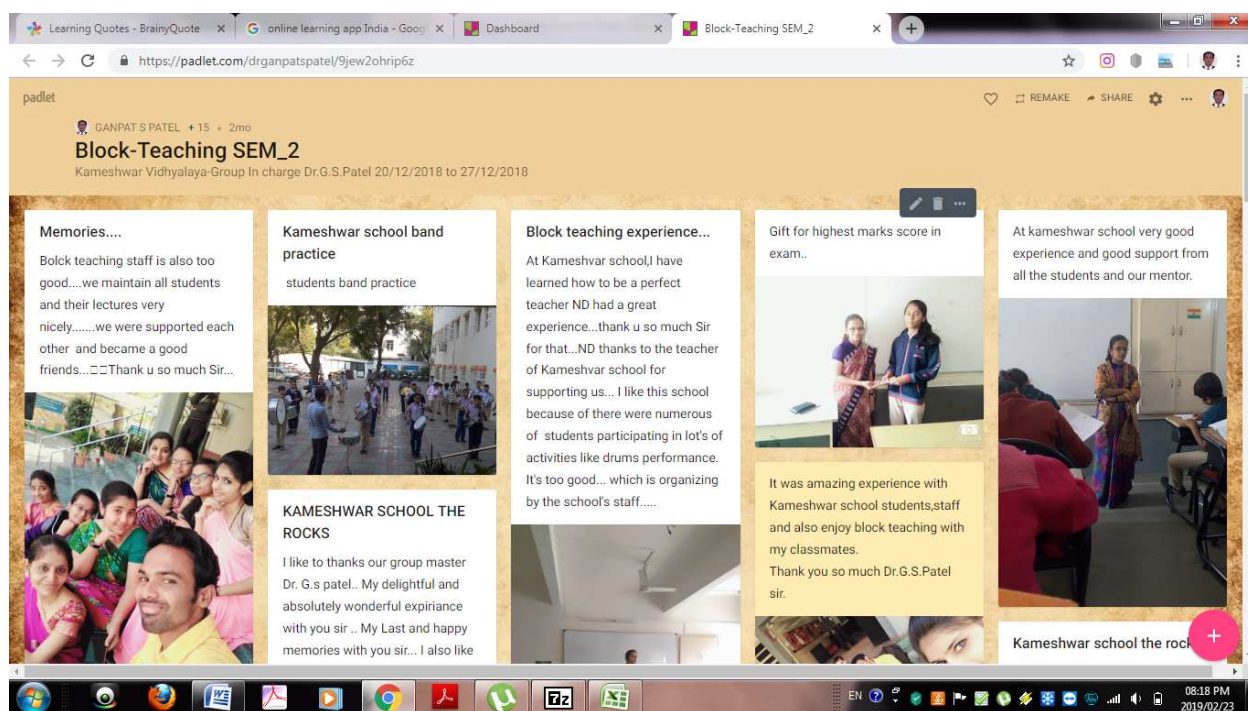 Learning Quotes - BrainyQuote
online learning app India - Goog
Dashboard
Block-Teaching SEM_2
https://padlet.com/drganpatspatel/9jew2ohrip6z
padlet
REMAKE
SHARE
GANPAT S PATEL + 15 • 2mo
Block-Teaching SEM_2
Kameshwar Vidhyalaya-Group In charge Dr.G.S.Patel 20/12/2018 to 27/12/2018
Memories....
Bolck teaching staff is also too
good....we maintain all students
and their lectures very
nicely.......we were supported each
other and became a good
friends...□□Thank u so much Sir...
Kameshwar school band
practice
students band practice
KAMESHWAR SCHOOL THE
ROCKS
I like to thanks our group master
Dr. G.s patel.. My delightful and
absolutely wonderful expiriance
with you sir .. My Last and happy
memories with you sir... I also like
Block teaching experience...
At Kameshvar school,I have
learned how to be a perfect
teacher ND had a great
experience...thank u so much Sir
for that...ND thanks to the teacher
of Kameshvar school for
supporting us... I like this school
because of there were numerous
of students participating in lot's of
activities like drums performance.
It's too good... which is organizing
by the school's staff.....
Gift for highest marks score in
exam..
It was amazing experience with
Kameshwar school students,staff
and also enjoy block teaching with
my classmates.
Thank you so much Dr.G.S.Patel
sir.
At kameshwar school very good
experience and good support from
all the students and our mentor.
Kameshwar school the rock
EN
08:18 PM
2019/02/23